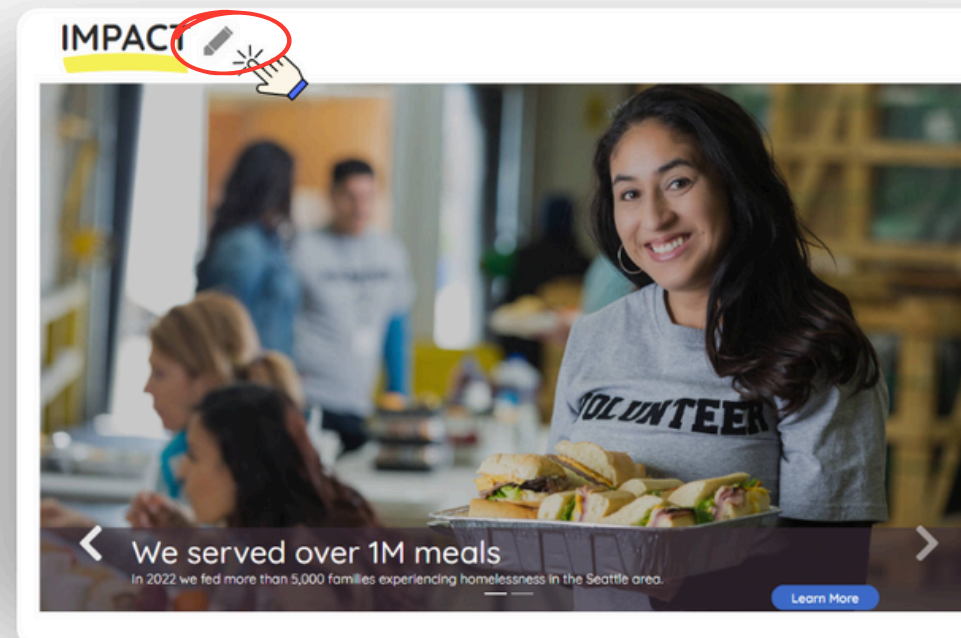 IMPACT
VOLUNTEER
We served over 1M meals
In 2022 we fed more than 5,000 families experiencing homelessness in the Seattle area.
Learn More